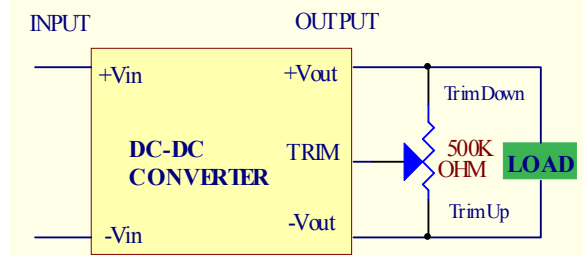 INPUT
OUTPUT
+Vin
+Vout
Trim Down
DC-DC
CONVERTER
TRIM
500K
OHM
LOAD
Trim Up
-Vin
-Vout